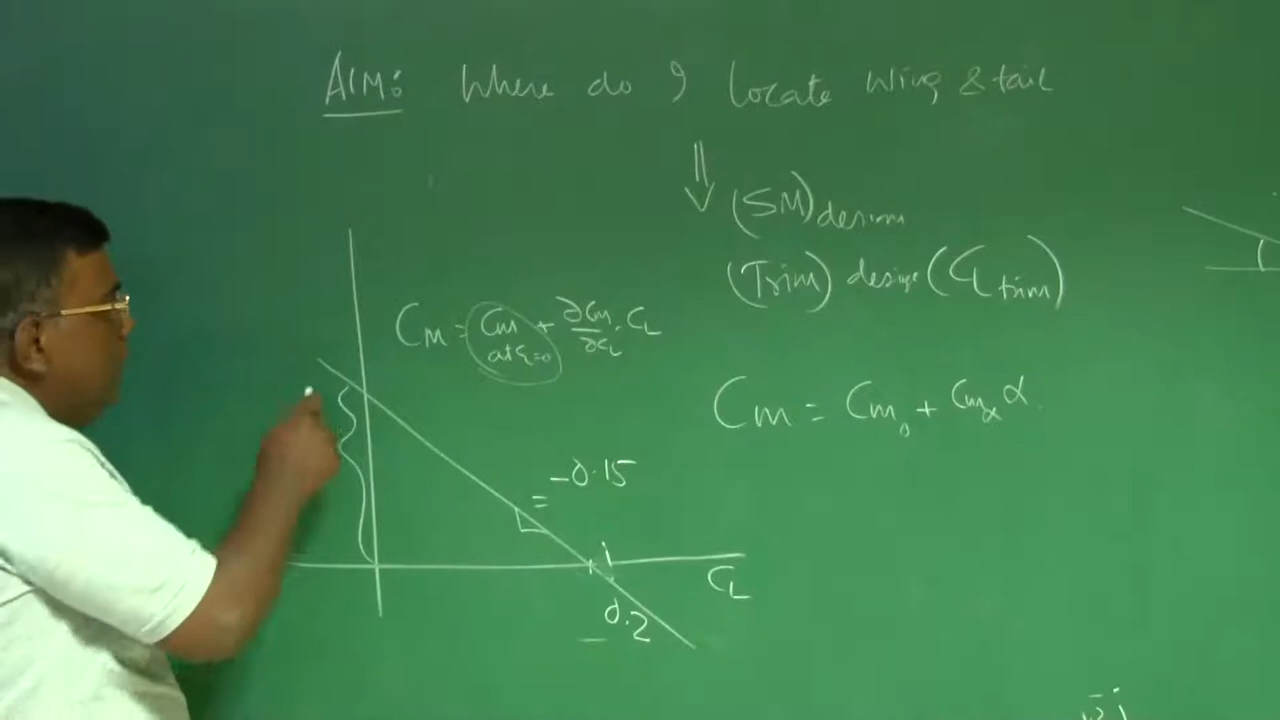 AIM: Where do I locate wing & tail
⇓ (SM)design
(Trim) design (CL trim)
Cm = Cm at CL=0 + ∂Cm/∂CL · CL
Cm = Cm0 + Cmα α
= -0.15
CL
0.2